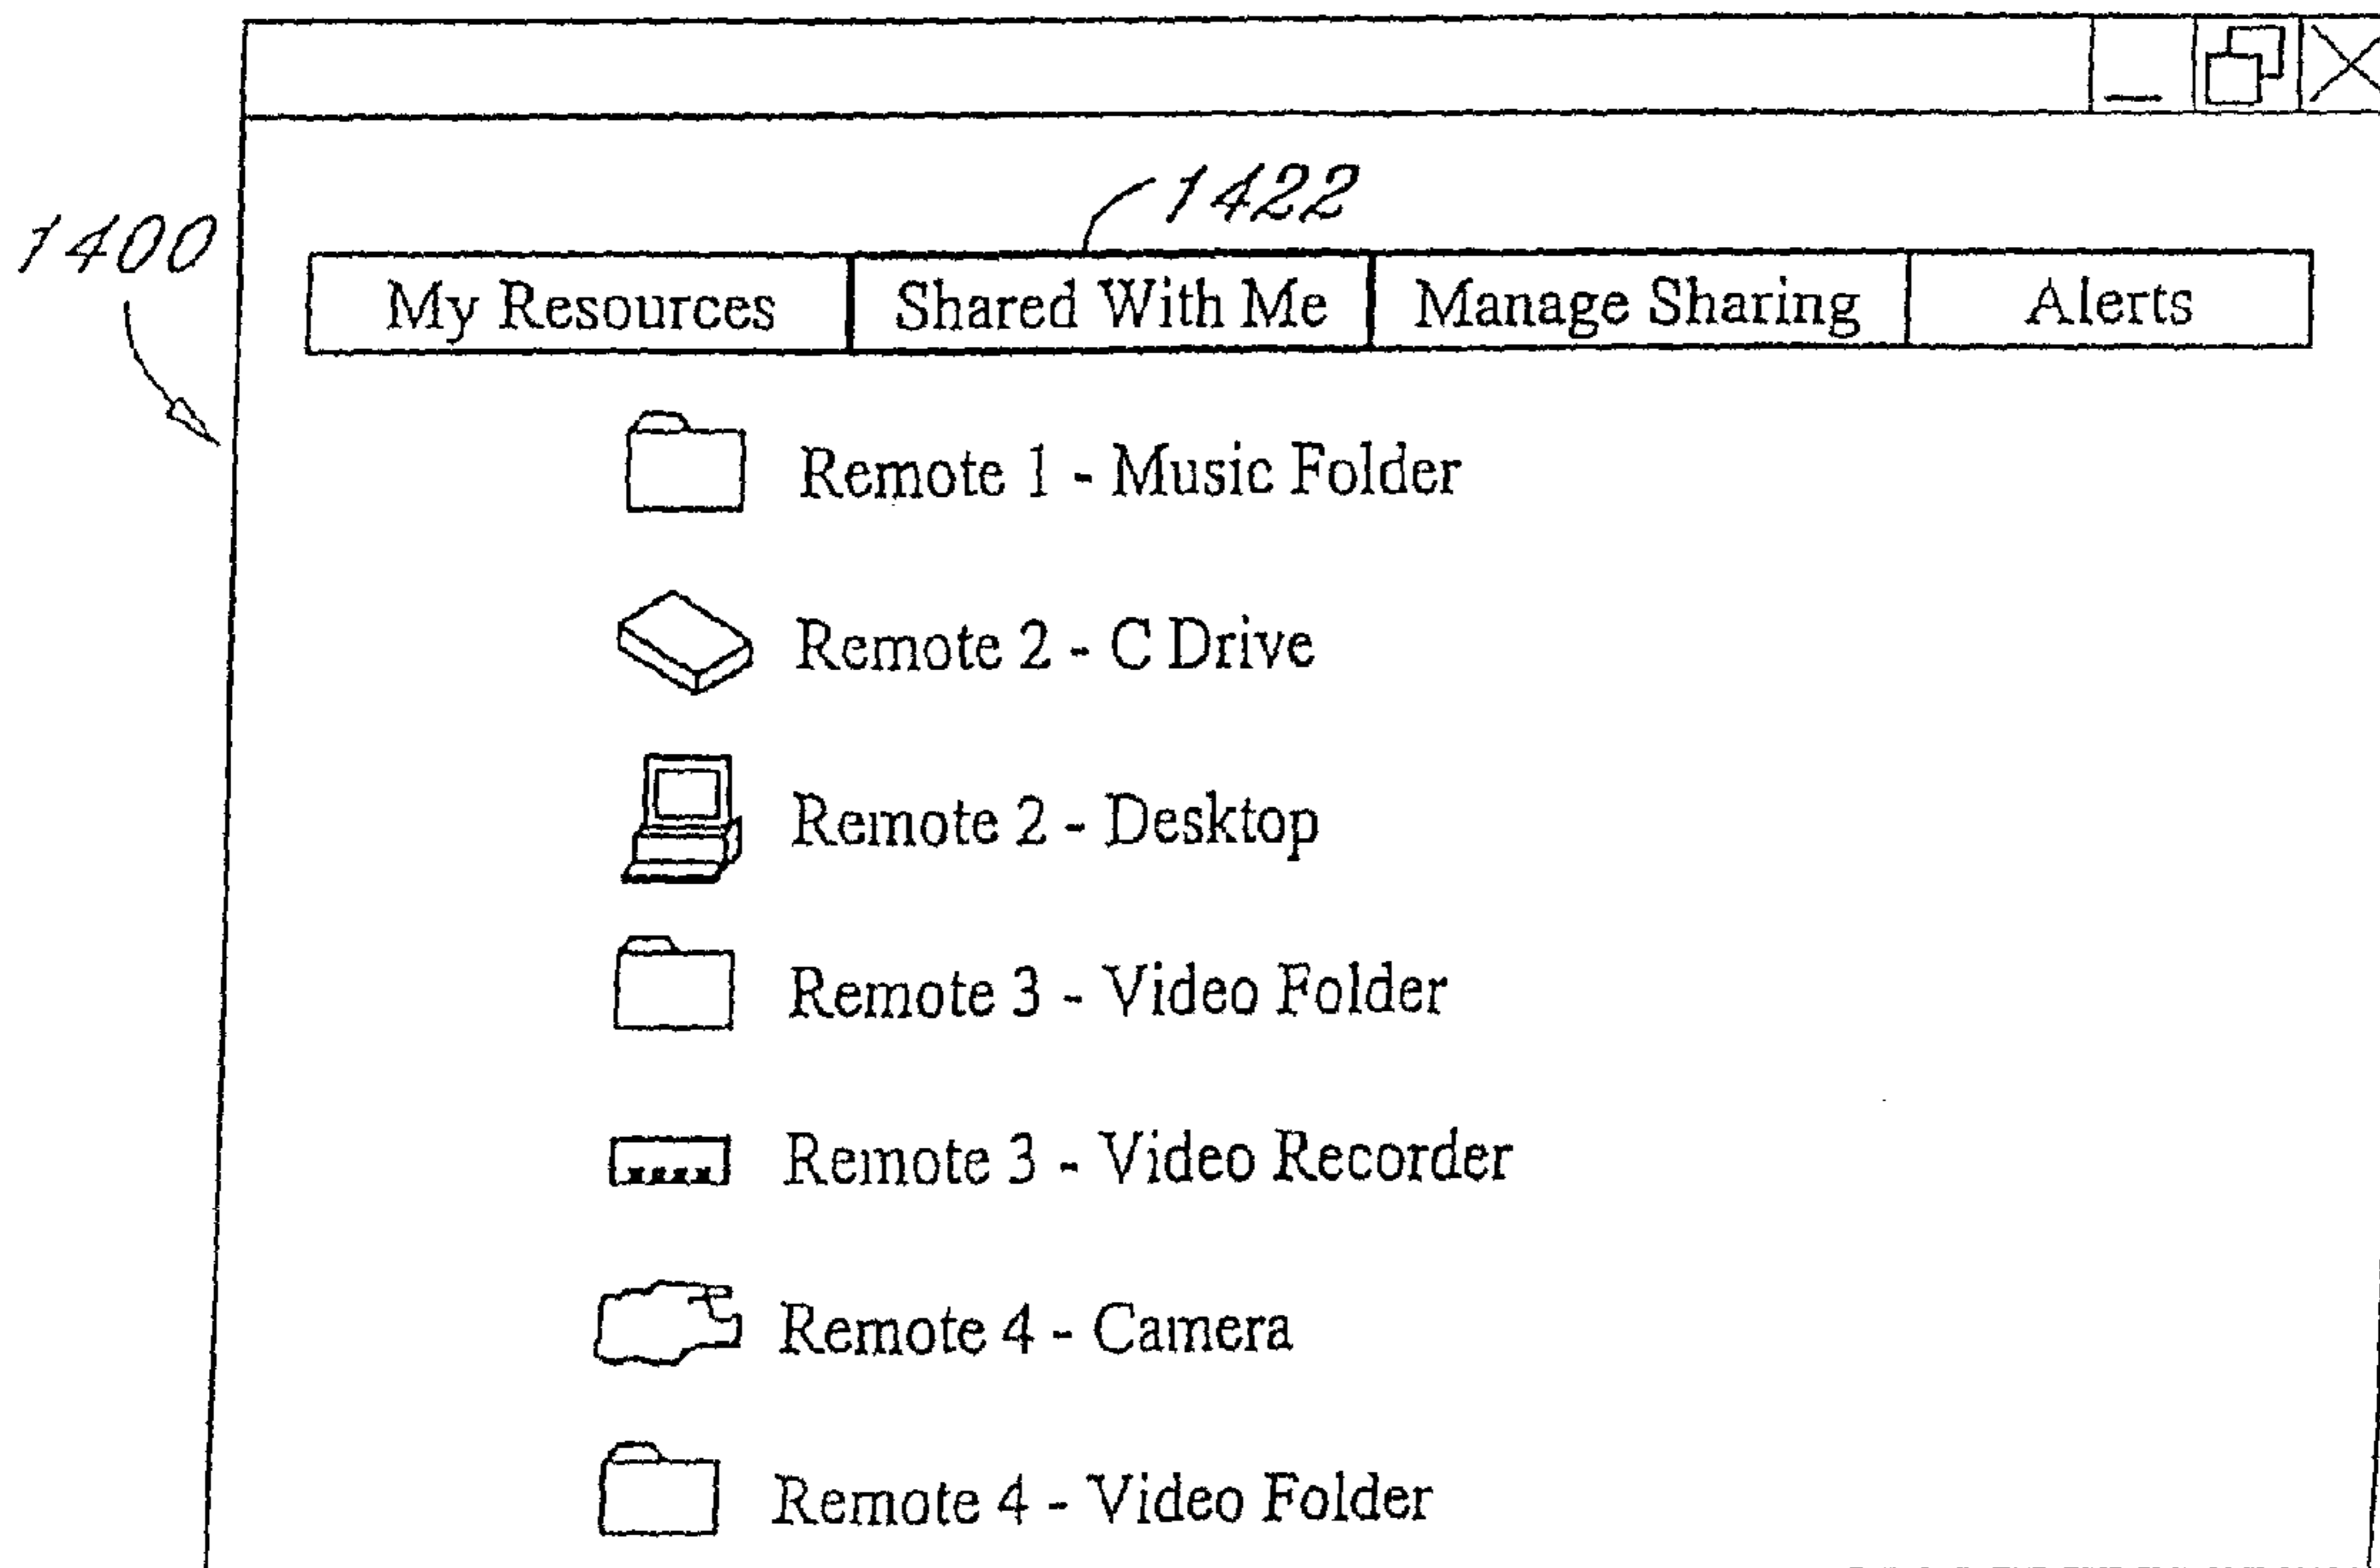 1422
1400
My Resources Shared With Me Manage Sharing Alerts
Remote 1 - Music Folder
Remote 2 - C Drive
Remote 2 - Desktop
Remote 3 - Video Folder
Remote 3 - Video Recorder
Remote 4 - Camera
Remote 4 - Video Folder